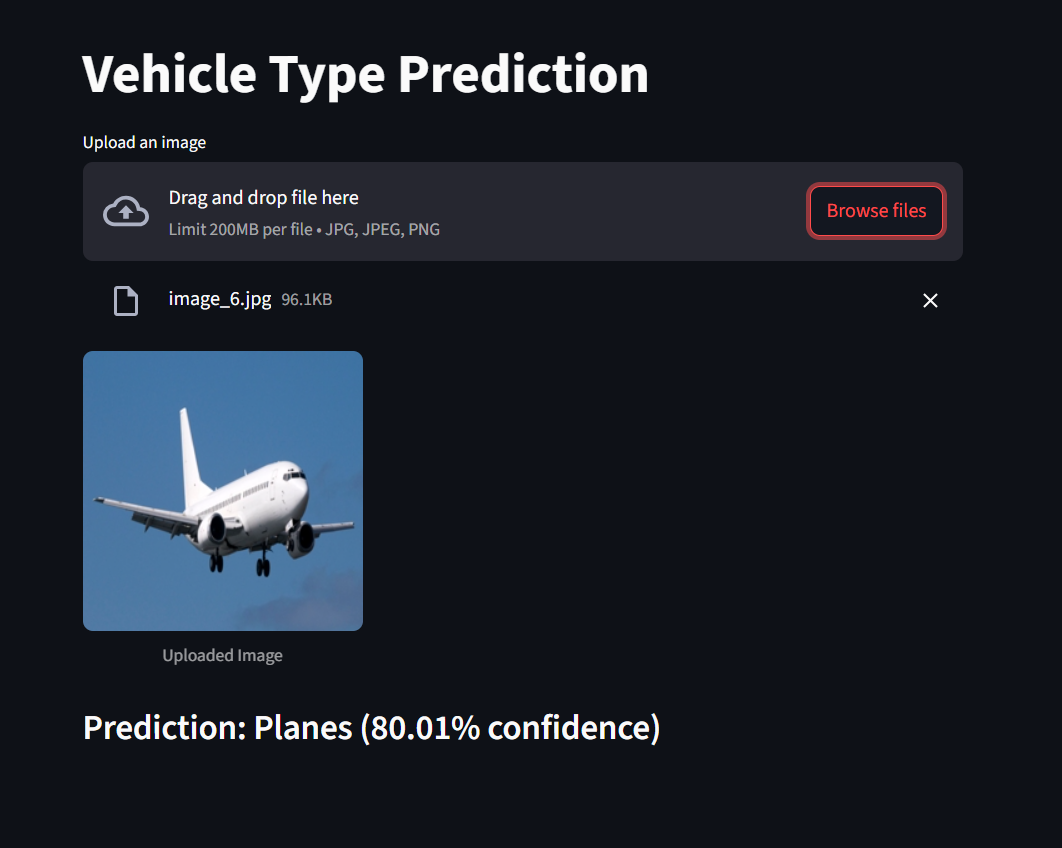 Vehicle Type Prediction
Upload an image
Drag and drop file here
Limit 200MB per file • JPG, JPEG, PNG
Browse files
image_6.jpg 96.1KB
Uploaded Image
Prediction: Planes (80.01% confidence)